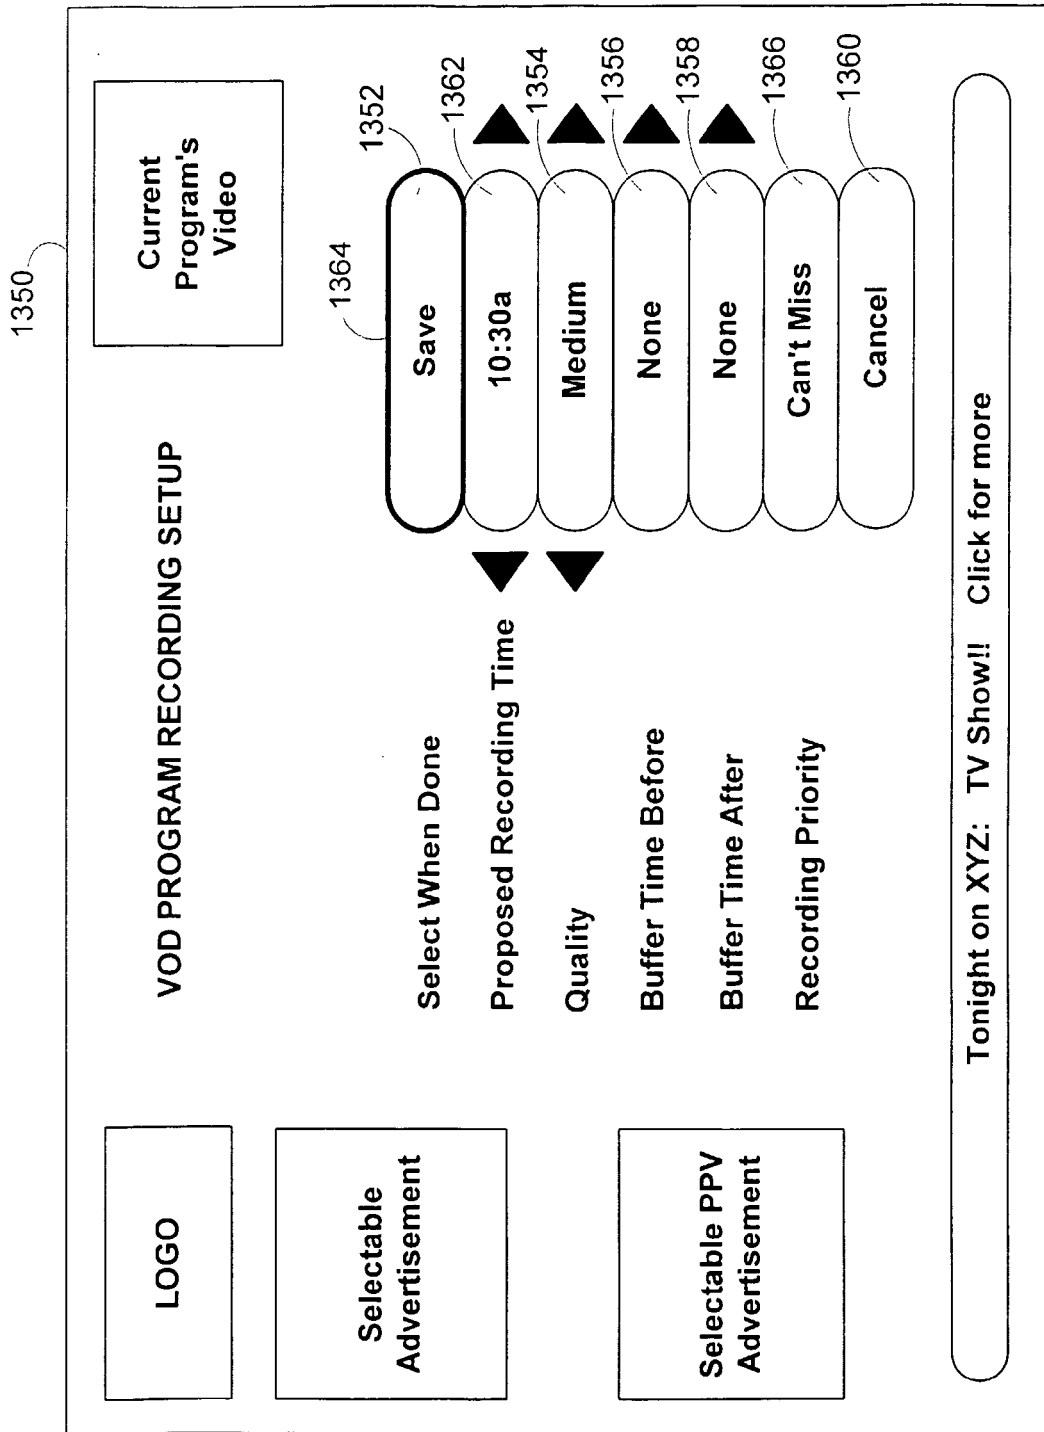 1350
LOGO
VOD PROGRAM RECORDING SETUP
Current
Program's
Video
Selectable
Advertisement
Selectable PPV
Advertisement
1364
1352
Select When Done
Save
1362
Proposed Recording Time
10:30a
1354
Quality
Medium
1356
Buffer Time Before
None
1358
Buffer Time After
None
1366
Recording Priority
Can't Miss
1360
Cancel
Tonight on XYZ: TV Show!! Click for more